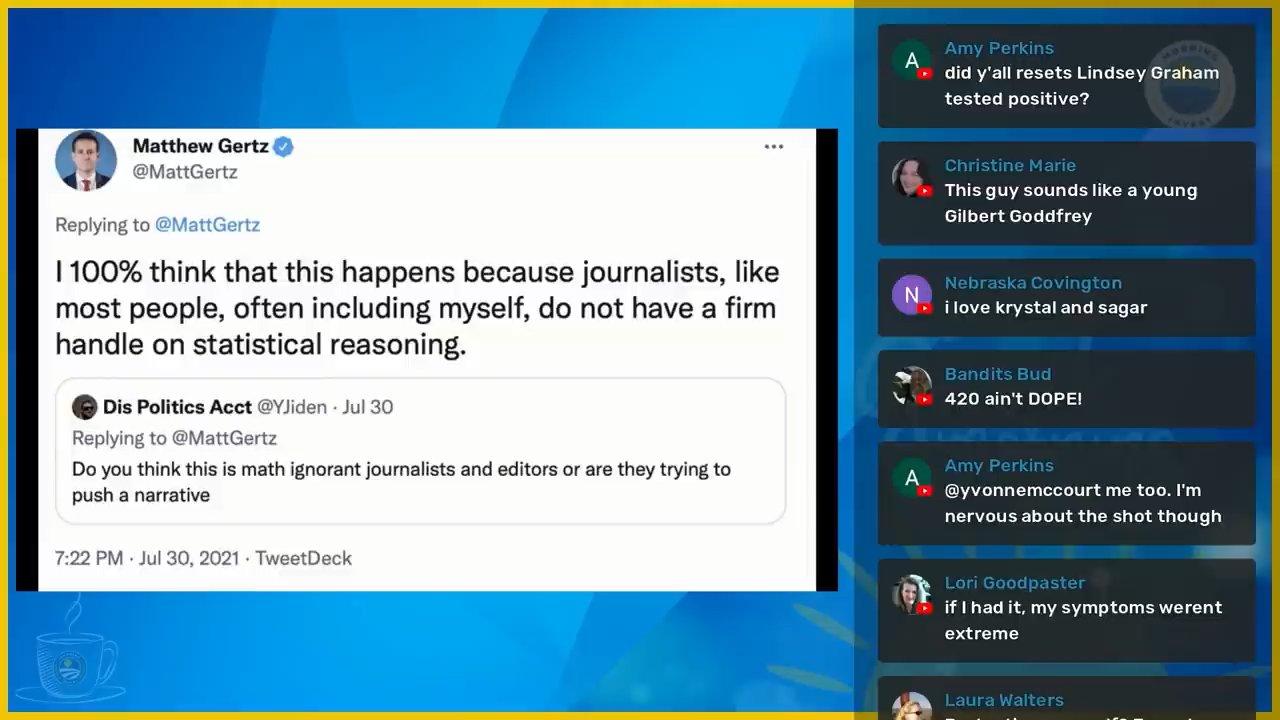 Matthew Gertz
@MattGertz
Replying to @MattGertz
I 100% think that this happens because journalists, like
most people, often including myself, do not have a firm
handle on statistical reasoning.
Dis Politics Acct @YJiden · Jul 30
Replying to @MattGertz
Do you think this is math ignorant journalists and editors or are they trying to
push a narrative
7:22 PM · Jul 30, 2021 · TweetDeck
A
Amy Perkins
did y'all resets Lindsey Graham
tested positive?
MORNING
INVEST
Christine Marie
This guy sounds like a young
Gilbert Goddfrey
N
Nebraska Covington
i love krystal and sagar
Bandits Bud
420 ain't DOPE!
A
Amy Perkins
@yvonnemccourt me too. I'm
nervous about the shot though
Lori Goodpaster
if I had it, my symptoms werent
extreme
Laura Walters